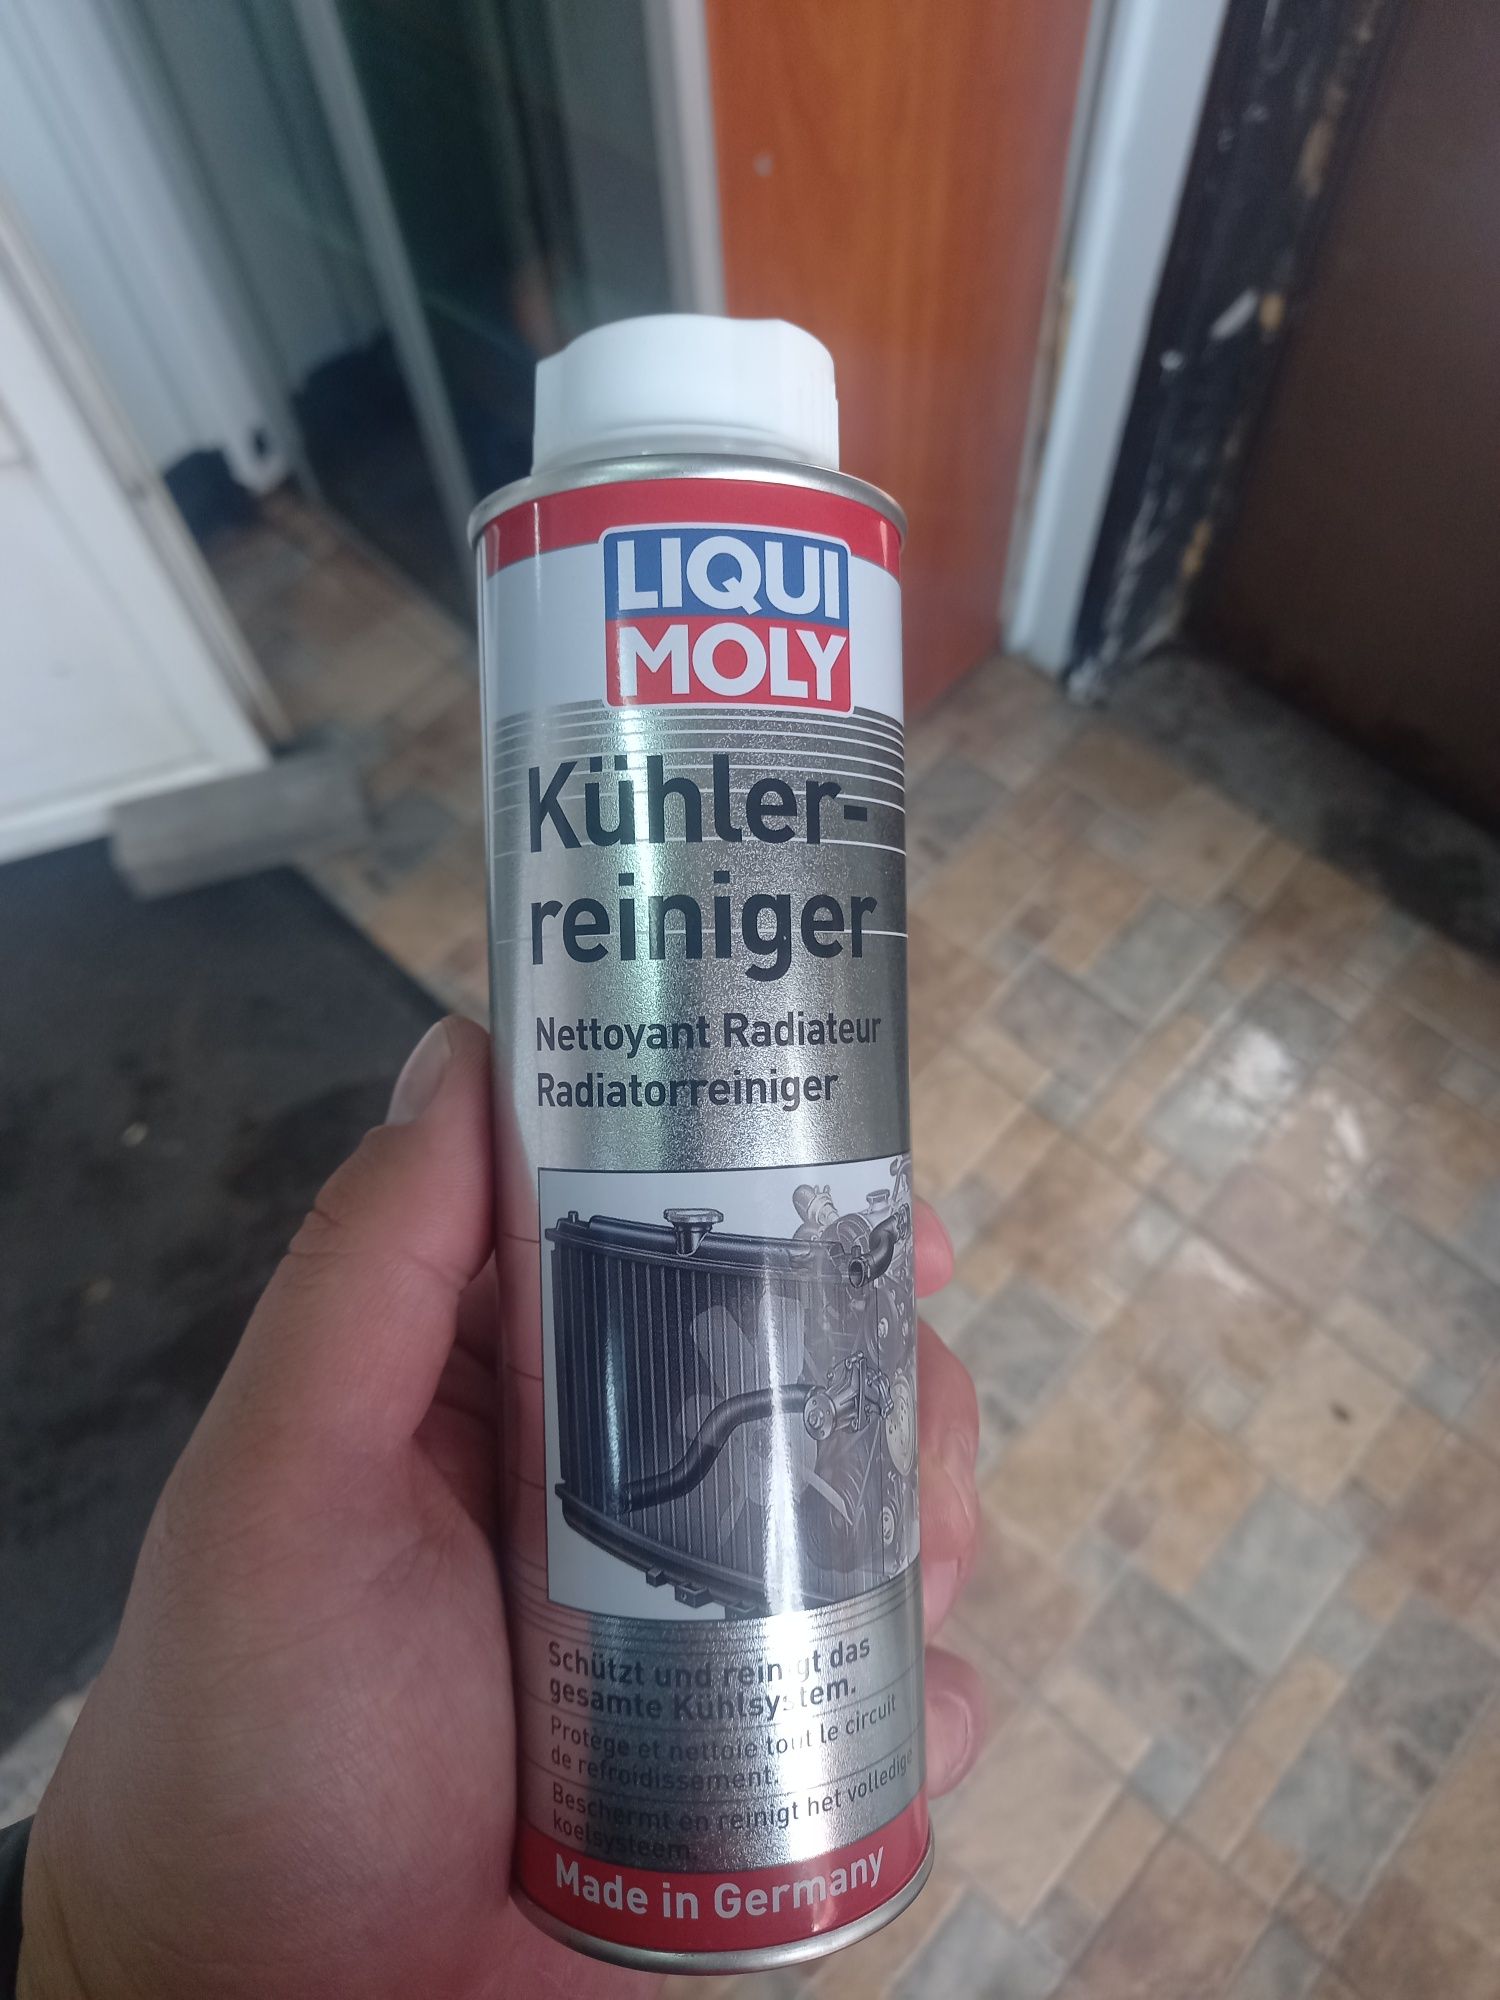 LIQUI
MOLY
Kühler-
reiniger
Nettoyant Radiateur
Radiatorreiniger
Schützt und reinigt das
gesamte Kühlsystem.
Protège et nettoie tout le circuit
de refroidissement.
Beschermt en reinigt het volledige
koelsysteem.
Made in Germany